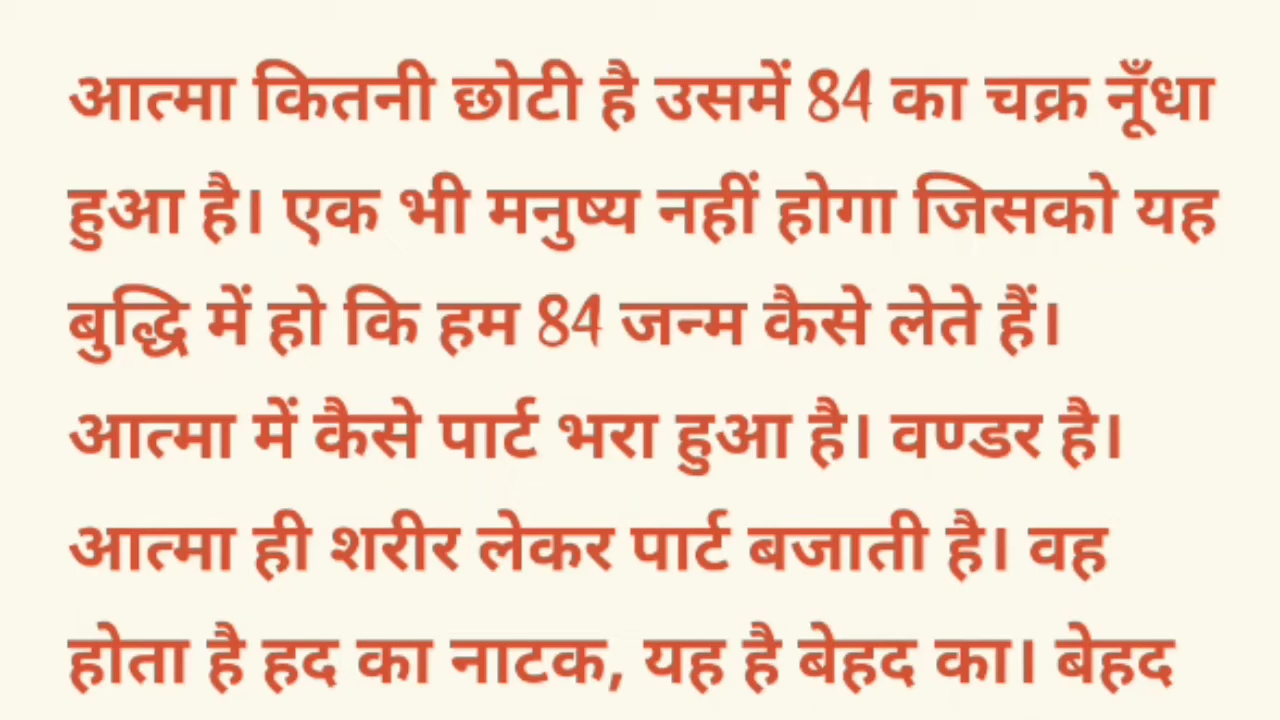 आत्मा कितनी छोटी है उसमें 84 का चक्र नूँधा
हुआ है। एक भी मनुष्य नहीं होगा जिसको यह
बुद्धि में हो कि हम 84 जन्म कैसे लेते हैं।
आत्मा में कैसे पार्ट भरा हुआ है। वण्डर है।
आत्मा ही शरीर लेकर पार्ट बजाती है। वह
होता है हद का नाटक, यह है बेहद का। बेहद